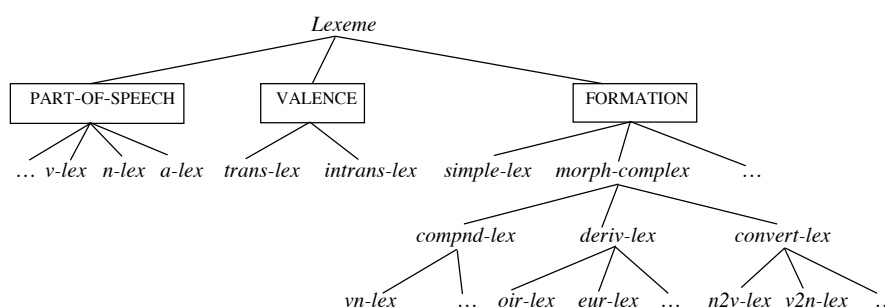 Lexeme
PART-OF-SPEECH VALENCE FORMATION
… v-lex n-lex a-lex trans-lex intrans-lex simple-lex morph-complex …
compnd-lex deriv-lex convert-lex
vn-lex … oir-lex eur-lex … n2v-lex v2n-lex …